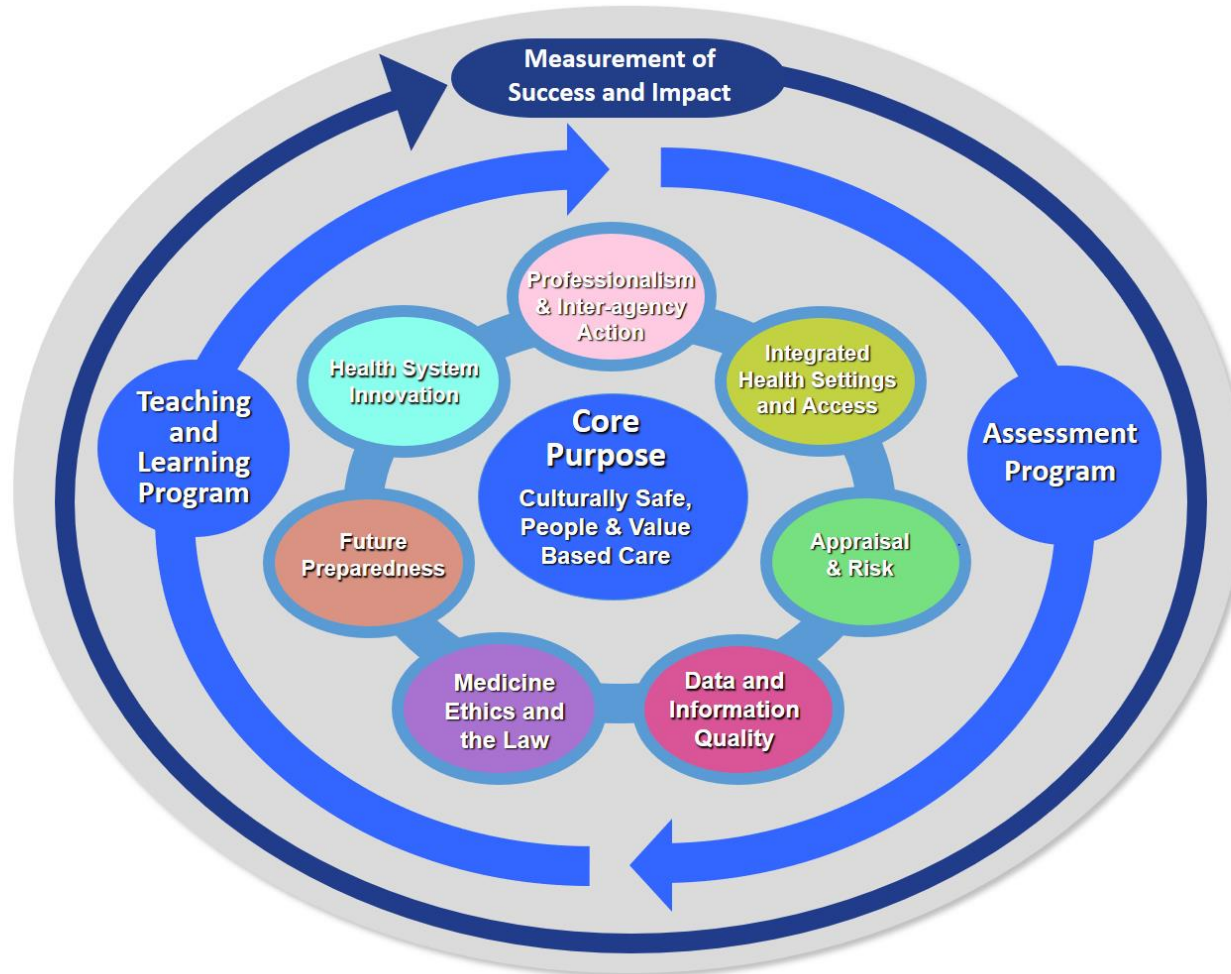 Measurement of
Success and Impact
Professionalism
& Inter-agency
Action
Health System
Innovation
Integrated
Health Settings
and Access
Teaching
and
Learning
Program
Core
Purpose
Culturally Safe,
People & Value
Based Care
Assessment
Program
Future
Preparedness
Appraisal
& Risk
Medicine
Ethics and
the Law
Data and
Information
Quality